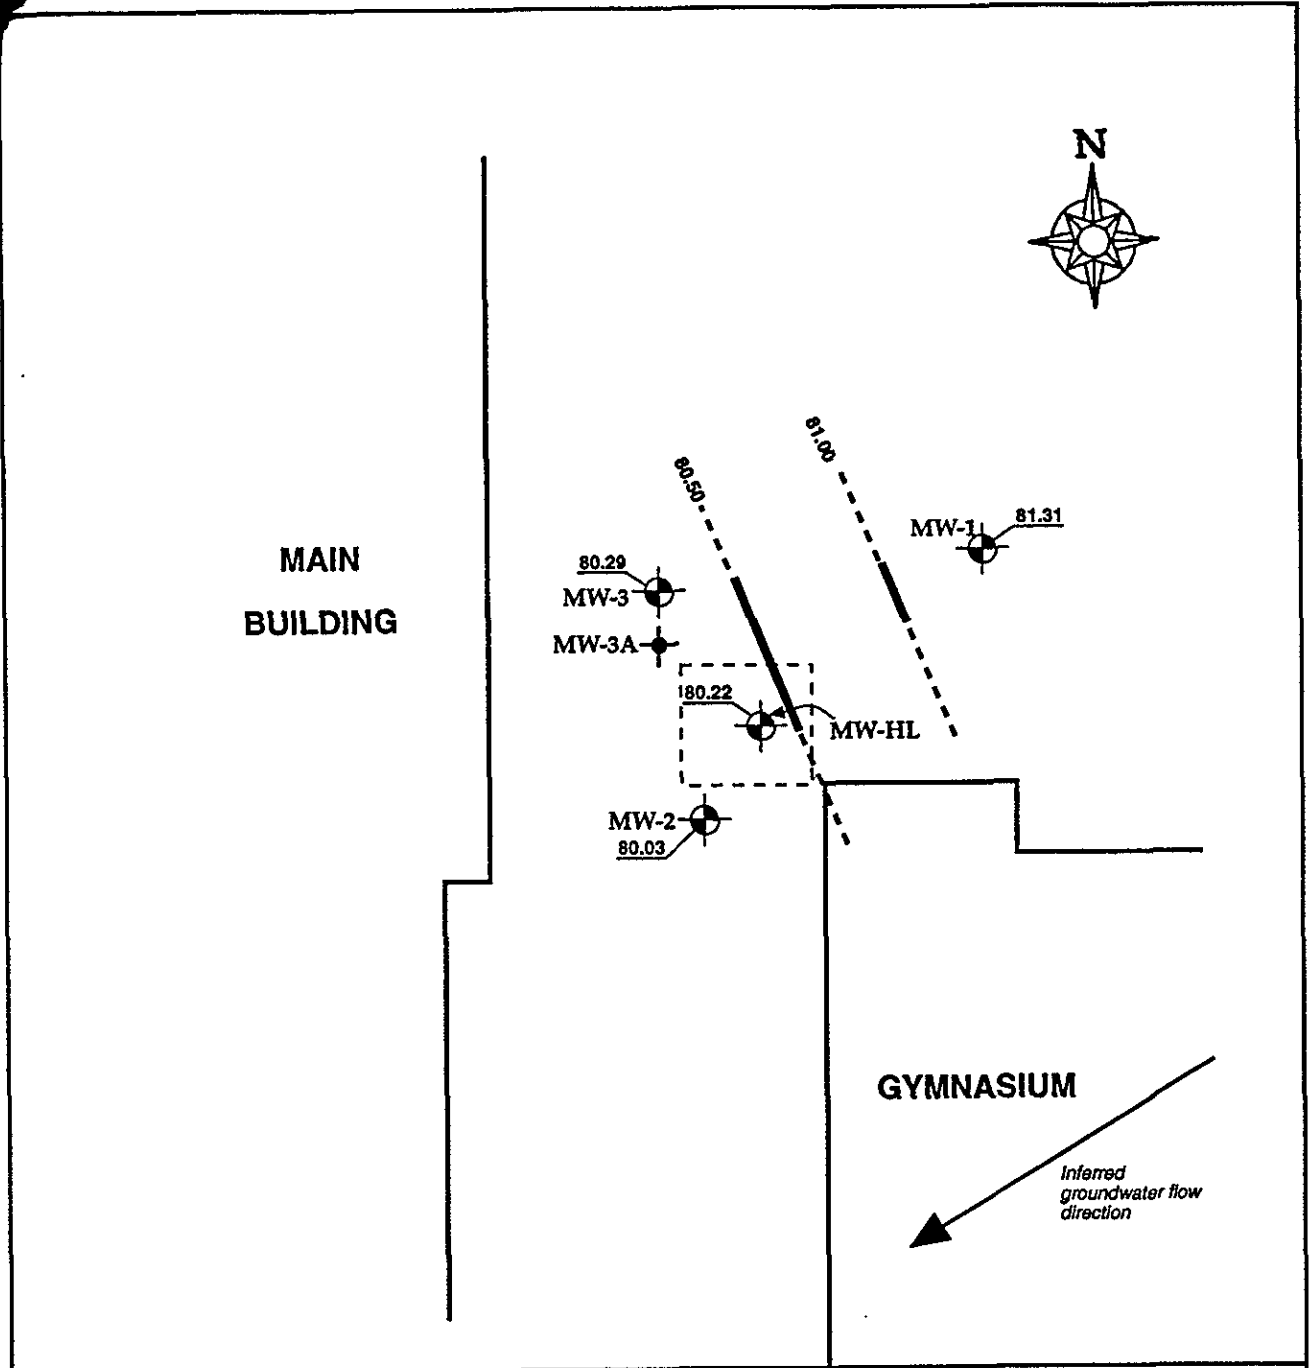 N
81.00
80.50
MW-1
81.31
80.29
MAIN
MW-3
BUILDING
MW-3A
80.22
MW-HL
MW-2
80.03
GYMNASIUM
Inferred
groundwater flow
direction